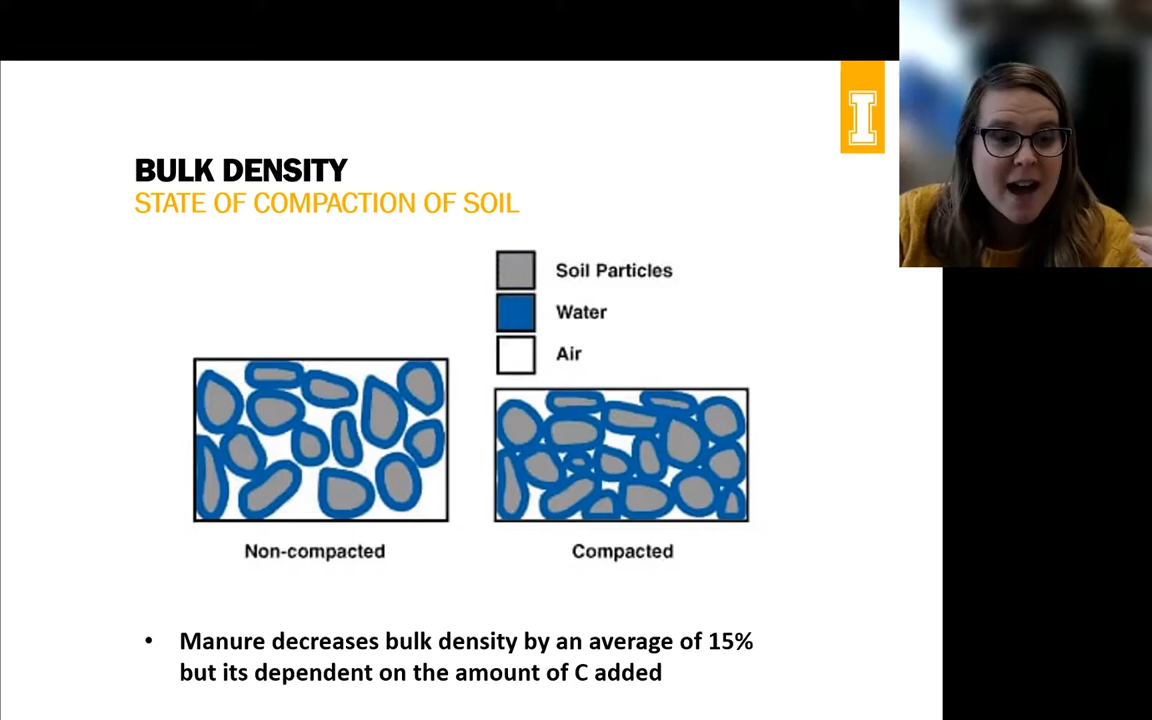 I
BULK DENSITY
STATE OF COMPACTION OF SOIL
Soil Particles
Water
Air
Non-compacted
Compacted
• Manure decreases bulk density by an average of 15%
but its dependent on the amount of C added